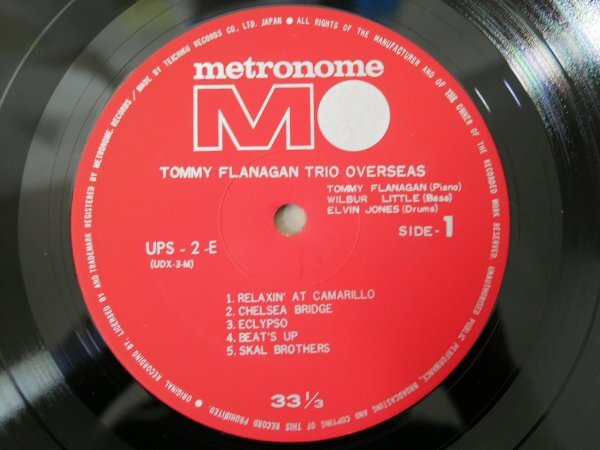 metronome
MO
TOMMY FLANAGAN TRIO OVERSEAS
TOMMY FLANAGAN (Piano)
WILBUR LITTLE (Bass)
ELVIN JONES (Drums)
SIDE - 1
UPS - 2 -E
(UDX-3-M)
1. RELAXIN' AT CAMARILLO
2. CHELSEA BRIDGE
3. ECLYPSO
4. BEAT'S UP
5. SKAL BROTHERS
33 1/3
• ORIGINAL RECORDING BY, LICENSED BY AND TRADEMARK REGISTERED BY METRONOME RECORDS / MADE BY TEICHIKU RECORDS CO., LTD. JAPAN • ALL RIGHTS OF THE MANUFACTURER AND OF THE OWNER OF THE RECORDED WORK RESERVED. UNAUTHORISED PUBLIC PERFORMANCE, BROADCASTING AND COPYING OF THIS RECORD PROHIBITED.